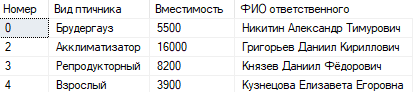 Номер Вид птичника Вместимость ФИО ответственного
0 Брудергауз 5500 Никитин Александр Тимурович
2 Акклиматизатор 16000 Григорьев Даниил Кириллович
3 Репродукторный 8200 Князев Даниил Фёдорович
4 Взрослый 3900 Кузнецова Елизавета Егоровна